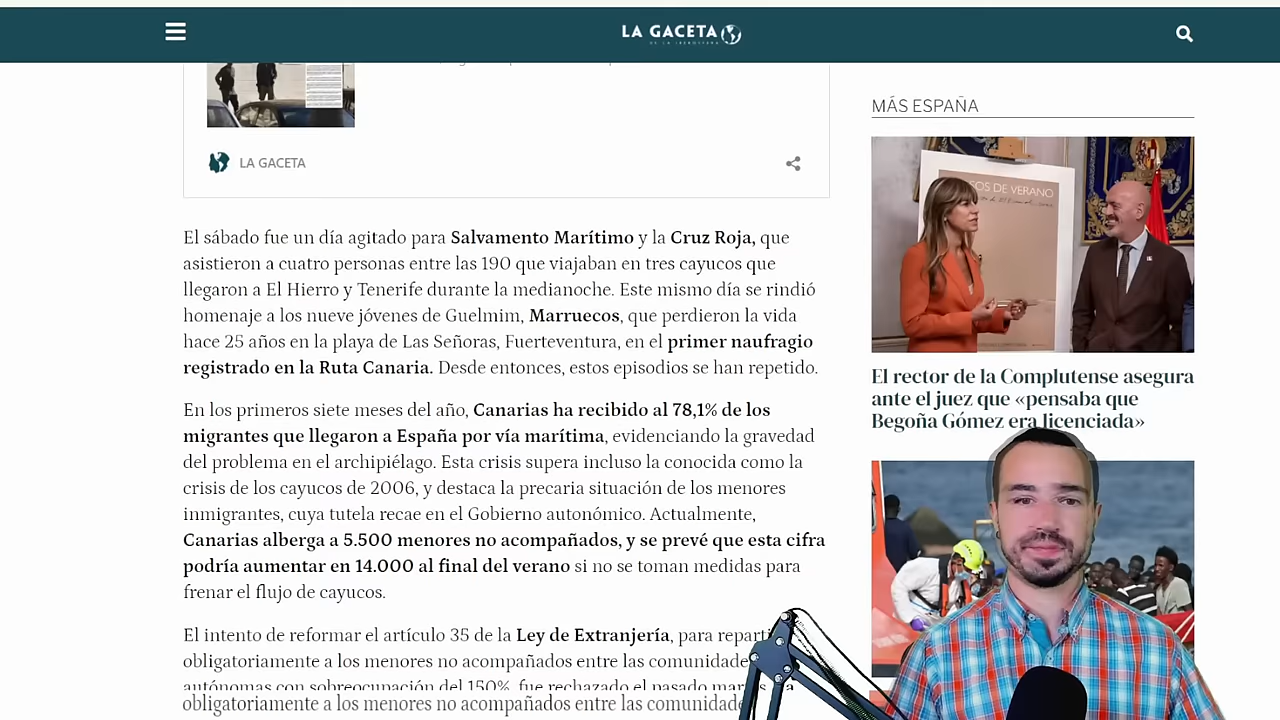 LA GACETA
LA GACETA
El sábado fue un día agitado para Salvamento Marítimo y la Cruz Roja, que
asistieron a cuatro personas entre las 190 que viajaban en tres cayucos que
llegaron a El Hierro y Tenerife durante la medianoche. Este mismo día se rindió
homenaje a los nueve jóvenes de Guelmim, Marruecos, que perdieron la vida
hace 25 años en la playa de Las Señoras, Fuerteventura, en el primer naufragio
registrado en la Ruta Canaria. Desde entonces, estos episodios se han repetido.
En los primeros siete meses del año, Canarias ha recibido al 78,1% de los
migrantes que llegaron a España por vía marítima, evidenciando la gravedad
del problema en el archipiélago. Esta crisis supera incluso la conocida como la
crisis de los cayucos de 2006, y destaca la precaria situación de los menores
inmigrantes, cuya tutela recae en el Gobierno autonómico. Actualmente,
Canarias alberga a 5.500 menores no acompañados, y se prevé que esta cifra
podría aumentar en 14.000 al final del verano si no se toman medidas para
frenar el flujo de cayucos.
El intento de reformar el artículo 35 de la Ley de Extranjería, para
obligatoriamente a los menores no acompañados entre las
autónomas con sobreocupación del 150%, fue rechazado el pasado
obligatoriamente a los menores no acompañados entre las
MÁS ESPAÑA
DE VERANO
El rector de la Complutense asegura
ante el juez que «pensaba que
Begoña Gómez era licenciada»